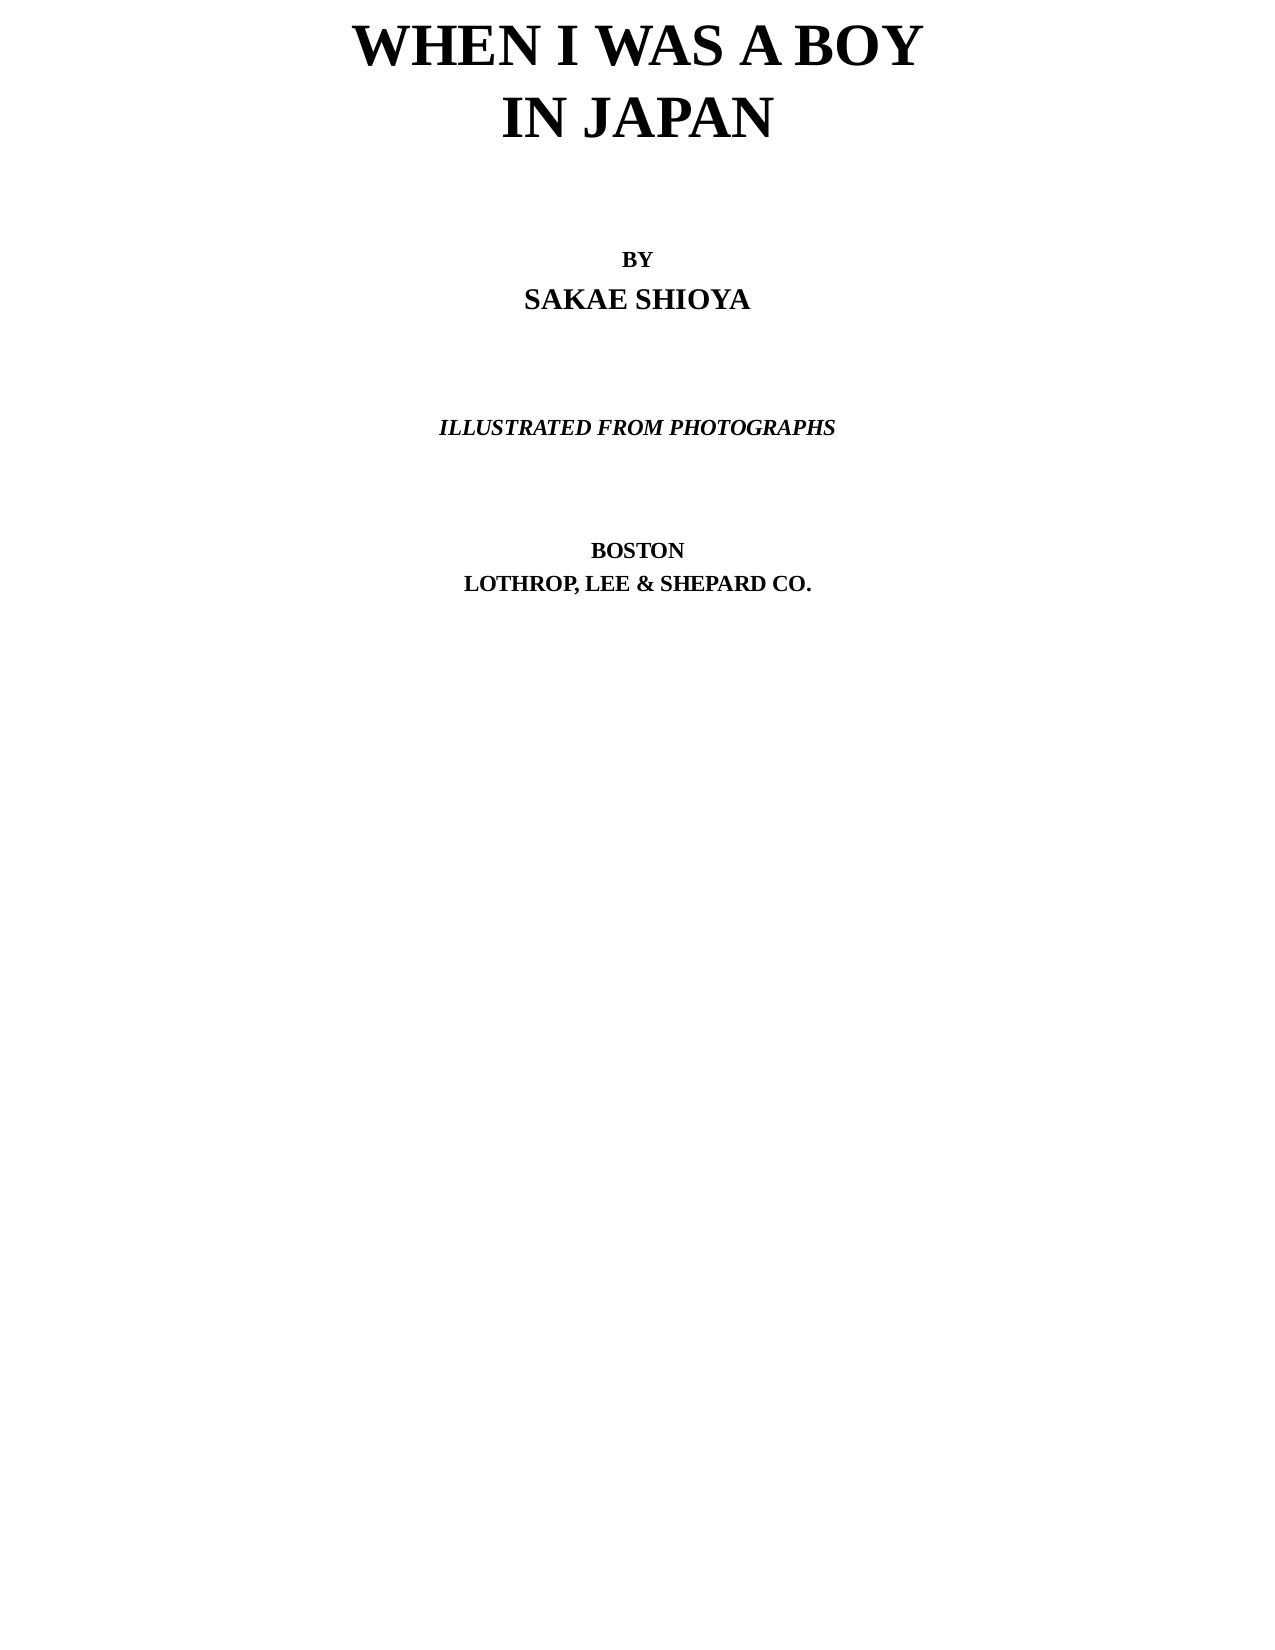 WHEN I WAS A BOY
IN JAPAN
BY
SAKAE SHIOYA
ILLUSTRATED FROM PHOTOGRAPHS
BOSTON
LOTHROP, LEE & SHEPARD CO.